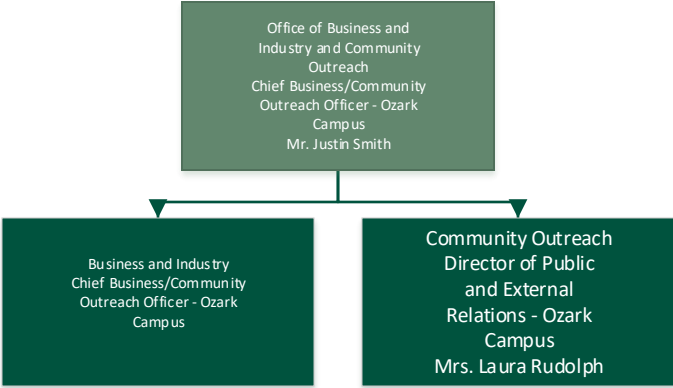 Office of Business and
Industry and Community
Outreach
Chief Business/Community
Outreach Officer - Ozark
Campus
Mr. Justin Smith
Business and Industry
Chief Business/Community
Outreach Officer - Ozark
Campus
Community Outreach
Director of Public
and External
Relations - Ozark
Campus
Mrs. Laura Rudolph